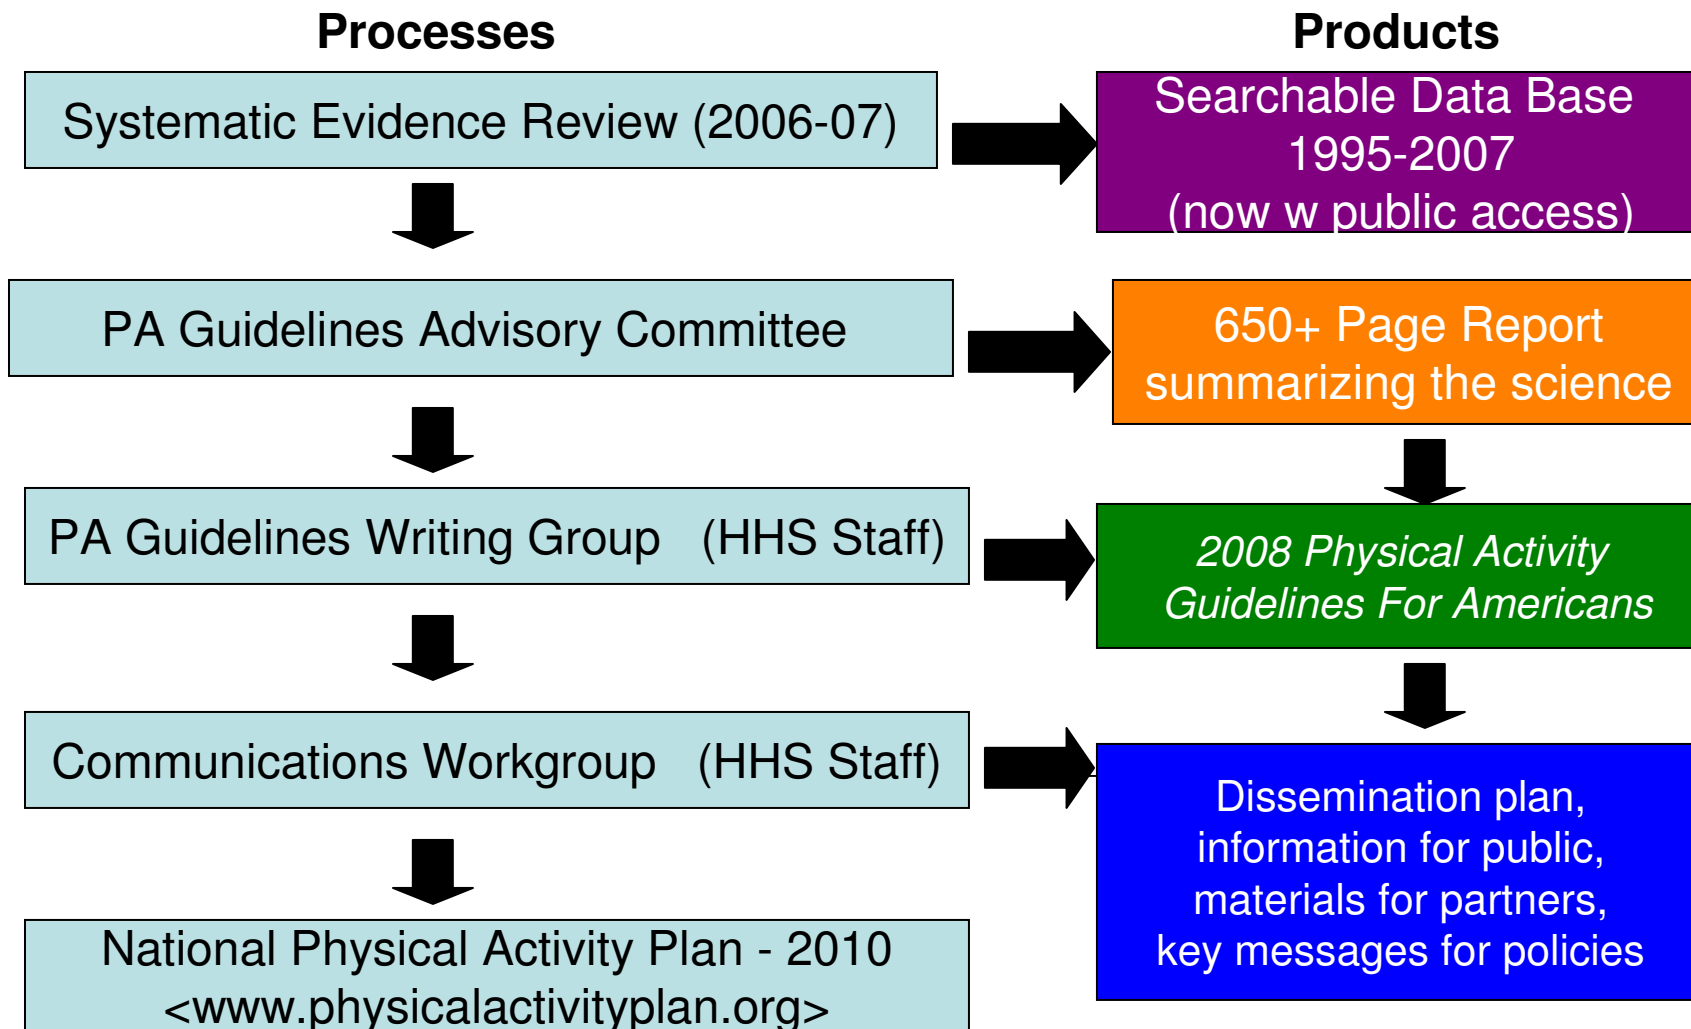 Processes
Products
Systematic Evidence Review (2006-07)
Searchable Data Base
1995-2007
(now w public access)
PA Guidelines Advisory Committee
650+ Page Report
summarizing the science
PA Guidelines Writing Group (HHS Staff)
2008 Physical Activity
Guidelines For Americans
Communications Workgroup (HHS Staff)
Dissemination plan,
information for public,
materials for partners,
key messages for policies
National Physical Activity Plan - 2010
<www.physicalactivityplan.org>